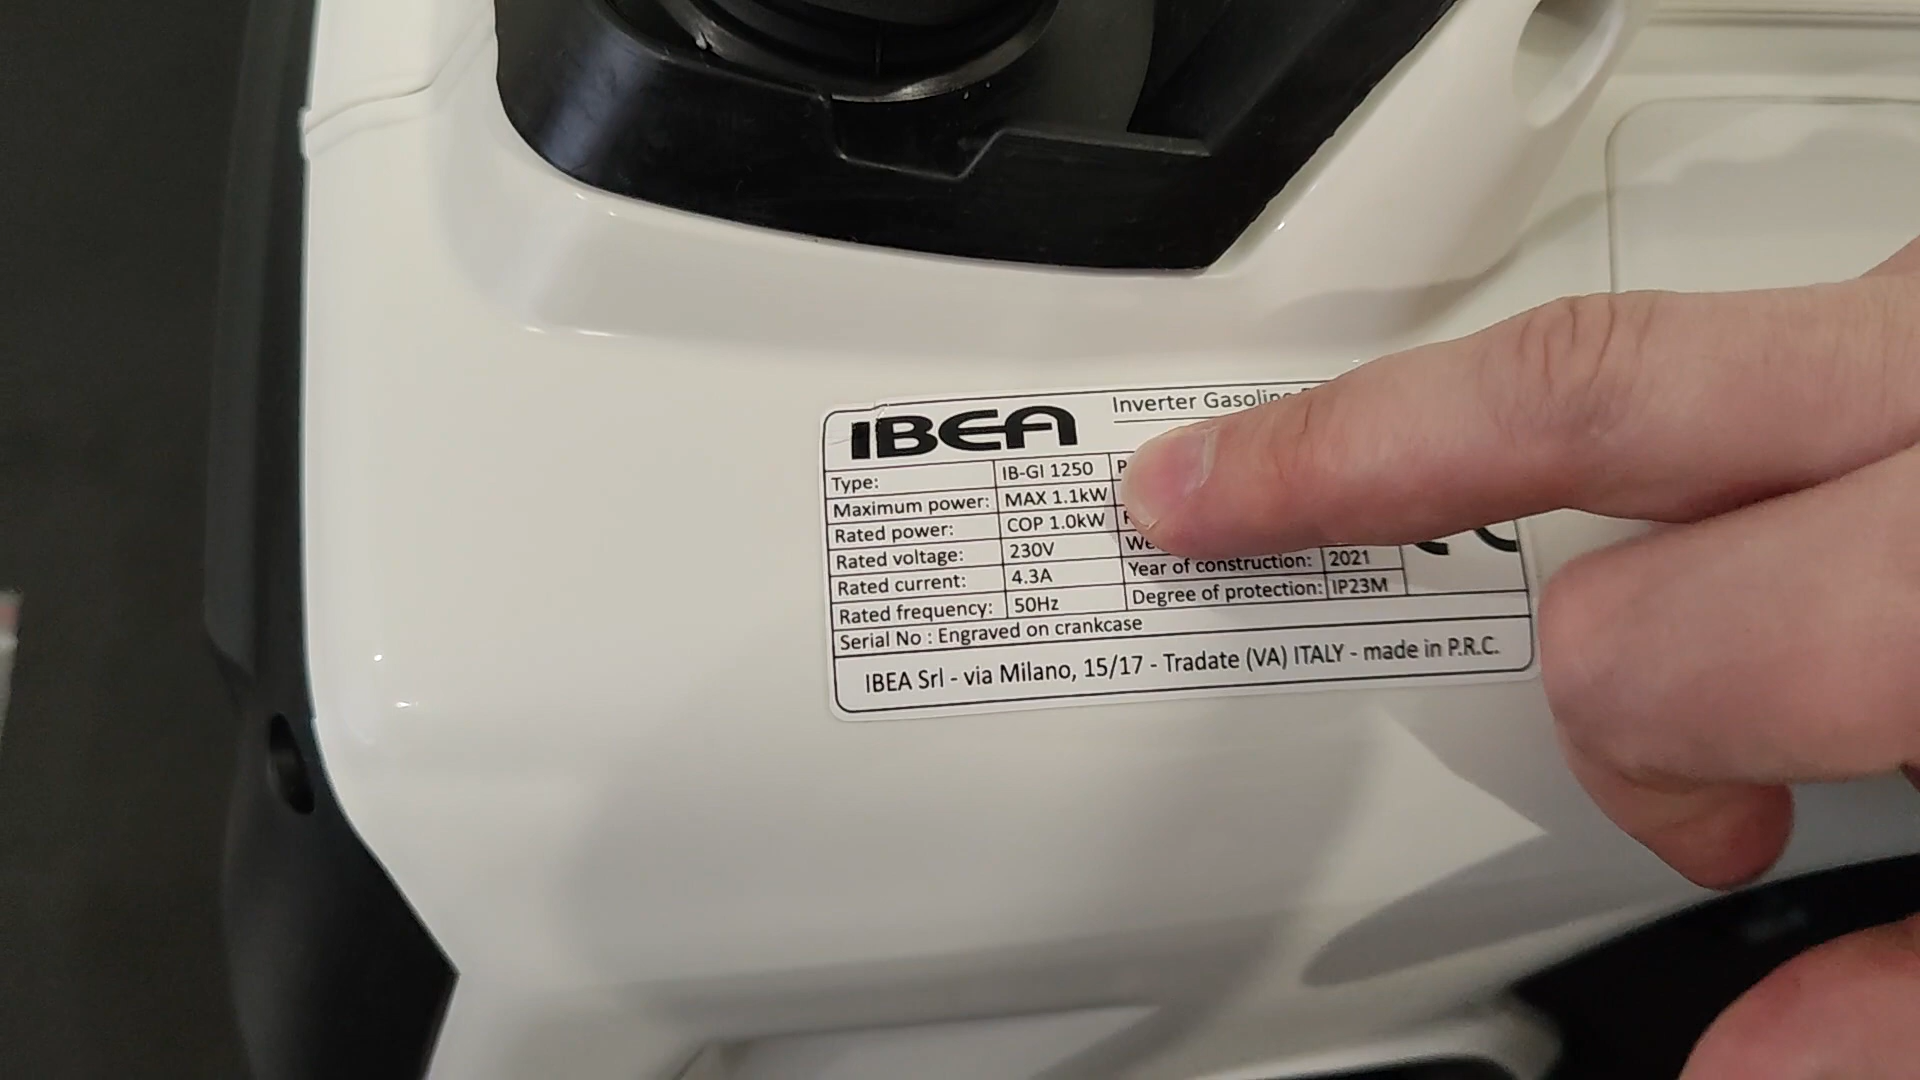 IBEA
Inverter Gasoline
Type: IB-GI 1250
Maximum power: MAX 1.1kW
Rated power: COP 1.0kW
Rated voltage: 230V
Rated current: 4.3A Year of construction: 2021
Rated frequency: 50Hz Degree of protection: IP23M
Serial No : Engraved on crankcase
IBEA Srl - via Milano, 15/17 - Tradate (VA) ITALY - made in P.R.C.